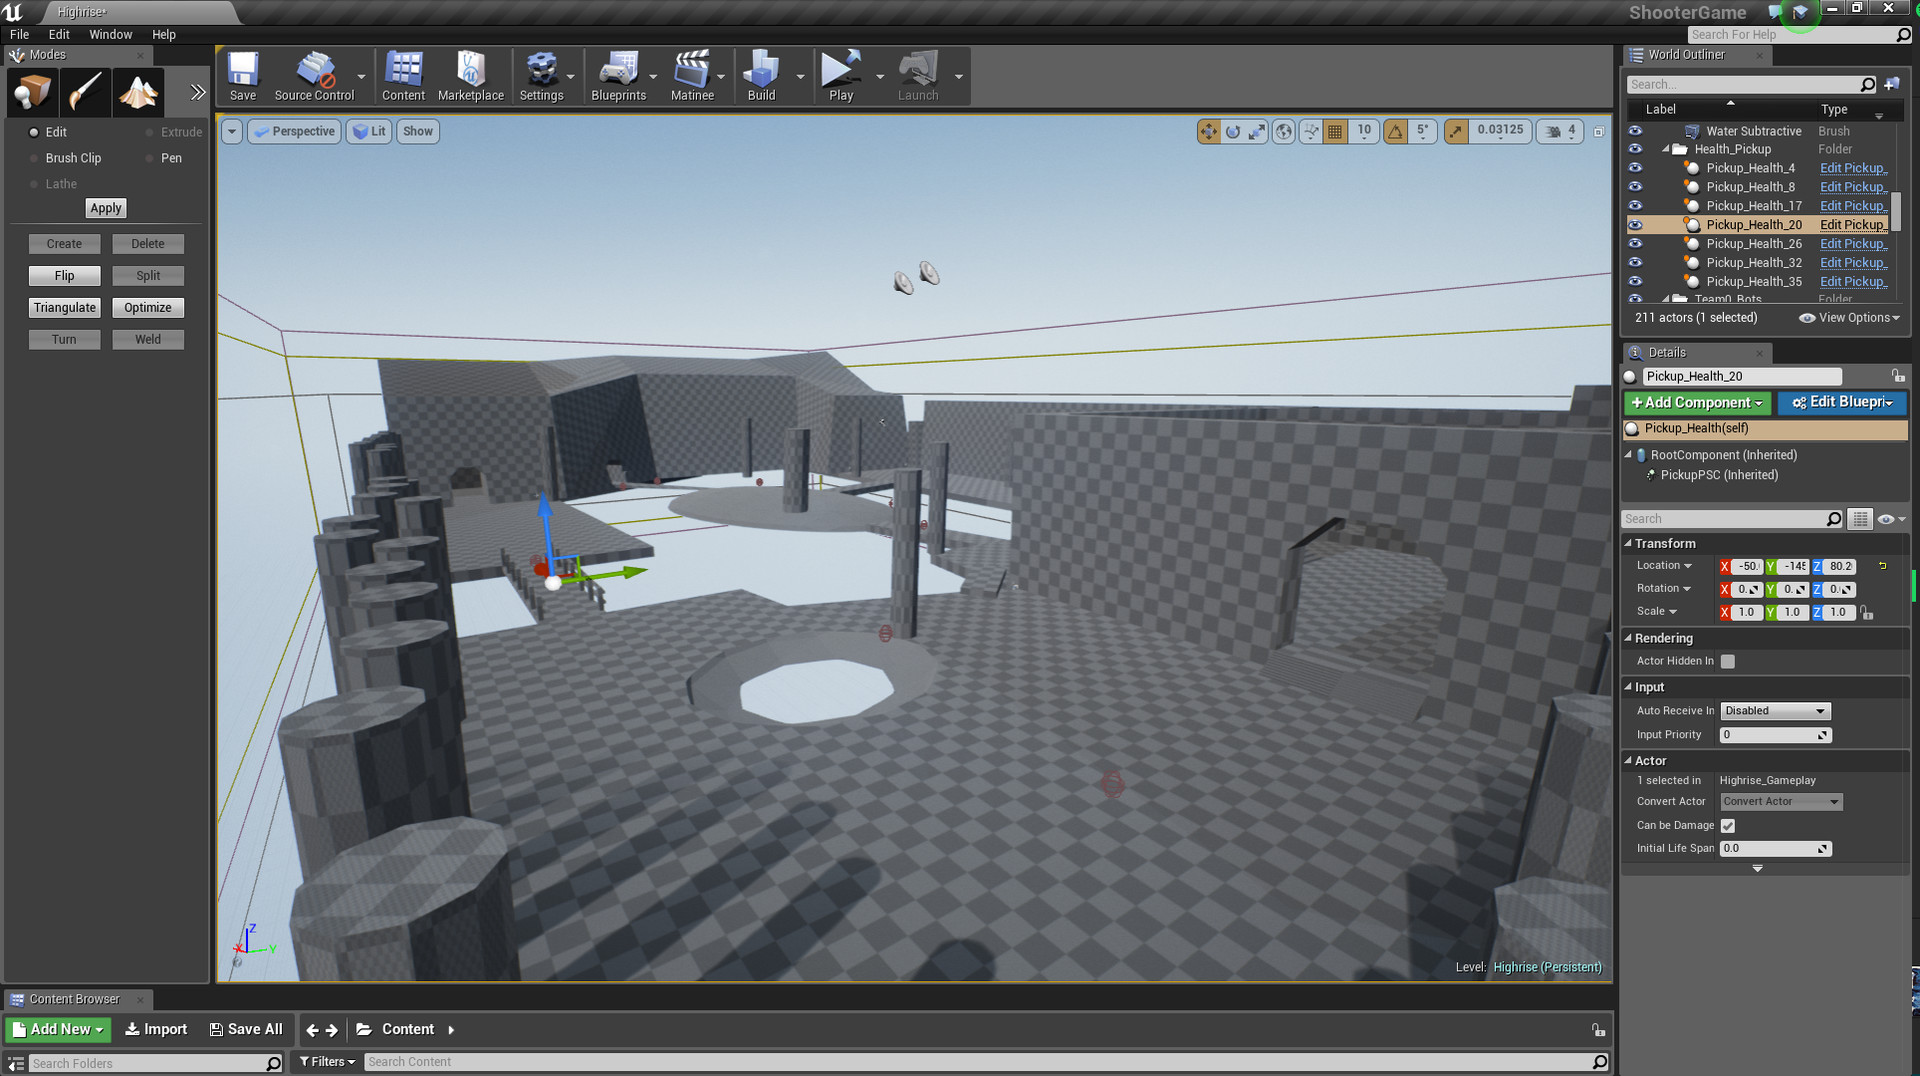 Highrise•
ShooterGame
File Edit Window Help
Search For Help
Modes
World Outliner
Save Source Control Content Marketplace Settings Blueprints Matinee Build Play Launch
Search...
Label Type
Perspective Lit Show
10 5° 0.03125 4
Edit Extrude
Brush Clip Pen
Lathe
Apply
Create Delete
Flip Split
Triangulate Optimize
Turn Weld
Water Subtractive Brush
Health_Pickup Folder
Pickup_Health_4 Edit Pickup_
Pickup_Health_8 Edit Pickup_
Pickup_Health_17 Edit Pickup_
Pickup_Health_20 Edit Pickup_
Pickup_Health_26 Edit Pickup_
Pickup_Health_32 Edit Pickup_
Pickup_Health_35 Edit Pickup_
Team0_Bots Folder
211 actors (1 selected) View Options
Details
Pickup_Health_20
+Add Component Edit Bluepri
Pickup_Health(self)
RootComponent (Inherited)
PickupPSC (Inherited)
Search
Transform
Location X -50. Y -145 Z 80.2
Rotation X 0. Y 0. Z 0.
Scale X 1.0 Y 1.0 Z 1.0
Rendering
Actor Hidden In
Input
Auto Receive In Disabled
Input Priority 0
Actor
1 selected in Highrise_Gameplay
Convert Actor Convert Actor
Can be Damage
Initial Life Span 0.0
Z
X Y
Level: Highrise (Persistent)
Content Browser
Add New Import Save All Content
Search Folders Filters Search Content